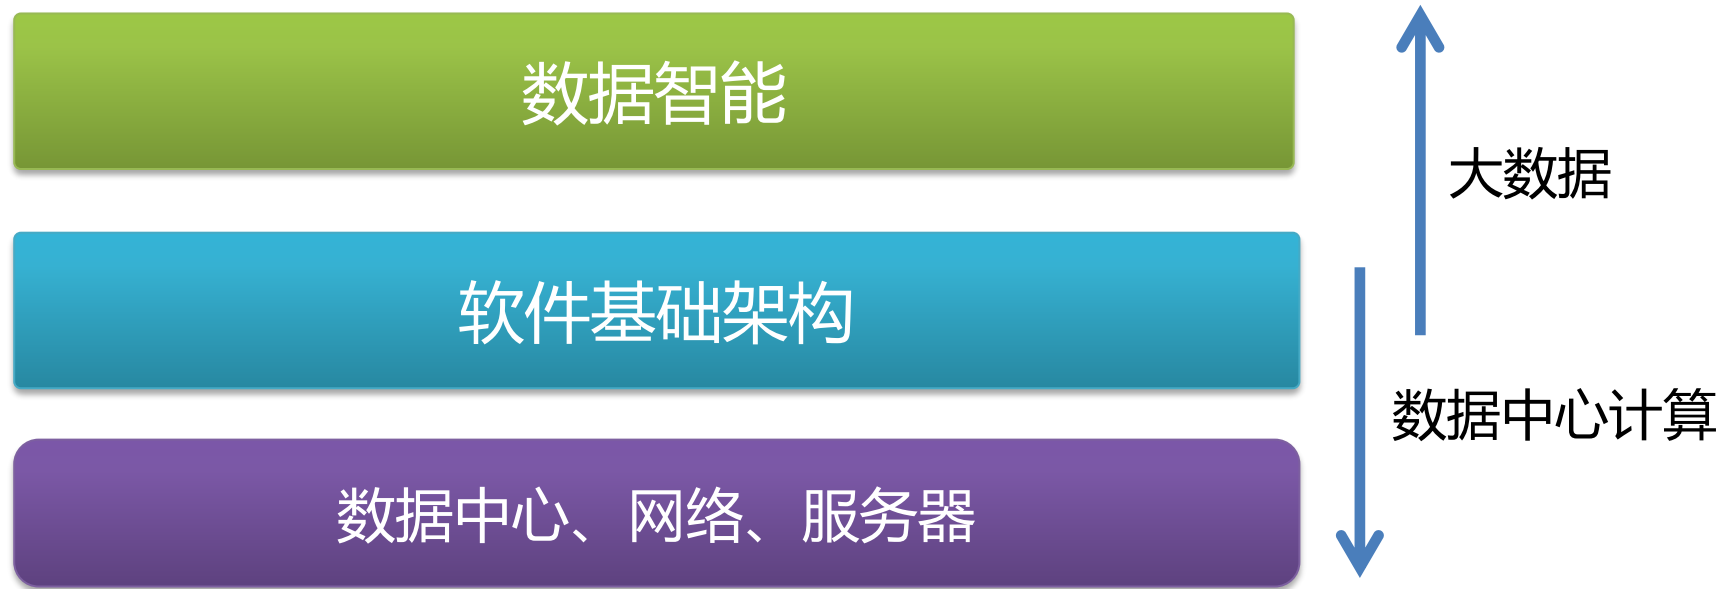 数据智能
大数据
软件基础架构
数据中心计算
数据中心、网络、服务器